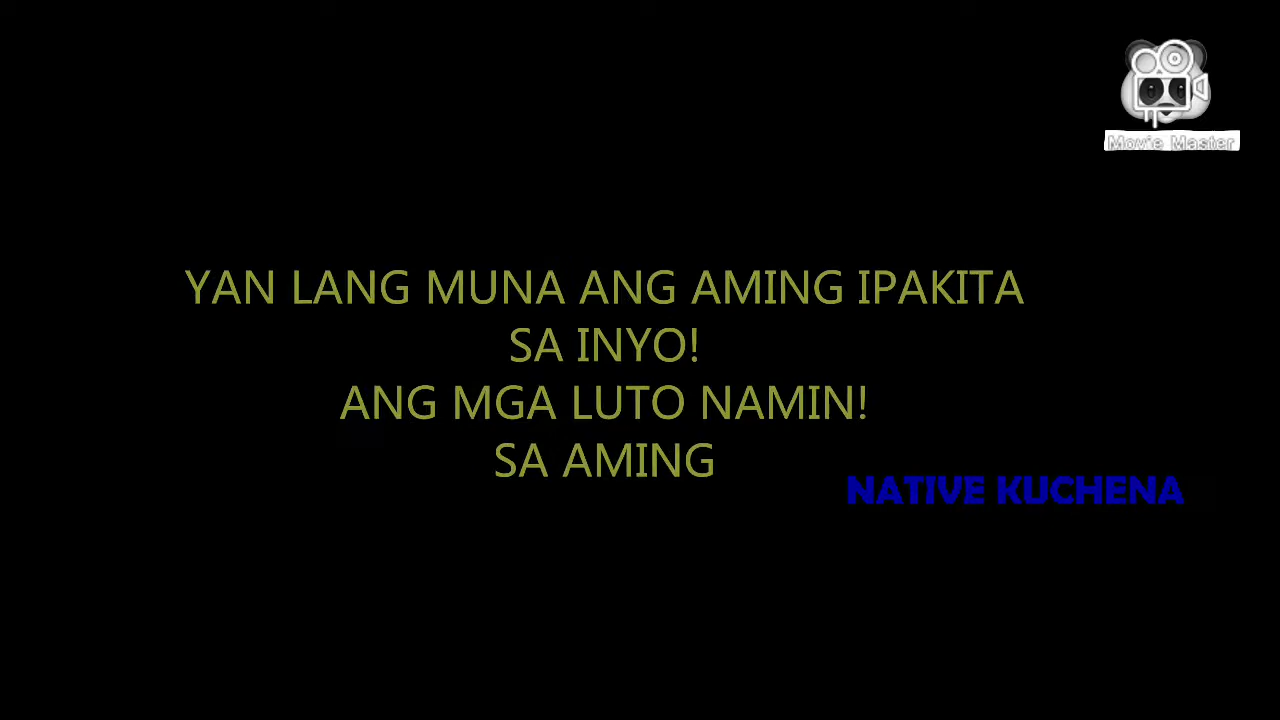 Movie Master
YAN LANG MUNA ANG AMING IPAKITA
SA INYO!
ANG MGA LUTO NAMIN!
SA AMING
NATIVE KUCHENA